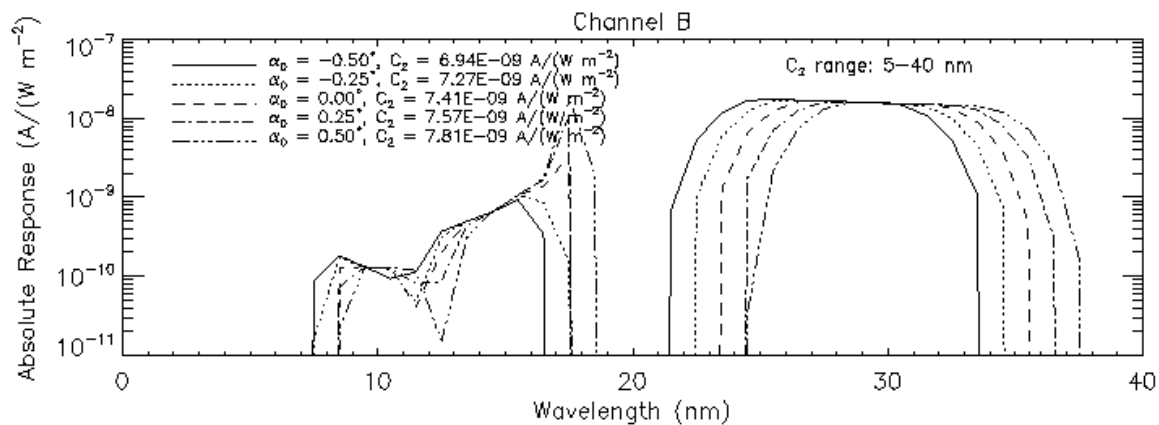 Channel B
Absolute Response (A/(W m⁻²)
10⁻⁷
10⁻⁸
10⁻⁹
10⁻¹⁰
10⁻¹¹
α₀ = −0.50°, C₂ = 6.94E−09 A/(W m⁻²)
α₀ = −0.25°, C₂ = 7.27E−09 A/(W m⁻²)
α₀ = 0.00°, C₂ = 7.41E−09 A/(W m⁻²)
α₀ = 0.25°, C₂ = 7.57E−09 A/(W m⁻²)
α₀ = 0.50°, C₂ = 7.81E−09 A/(W m⁻²)
C₂ range: 5−40 nm
0 10 20 30 40
Wavelength (nm)